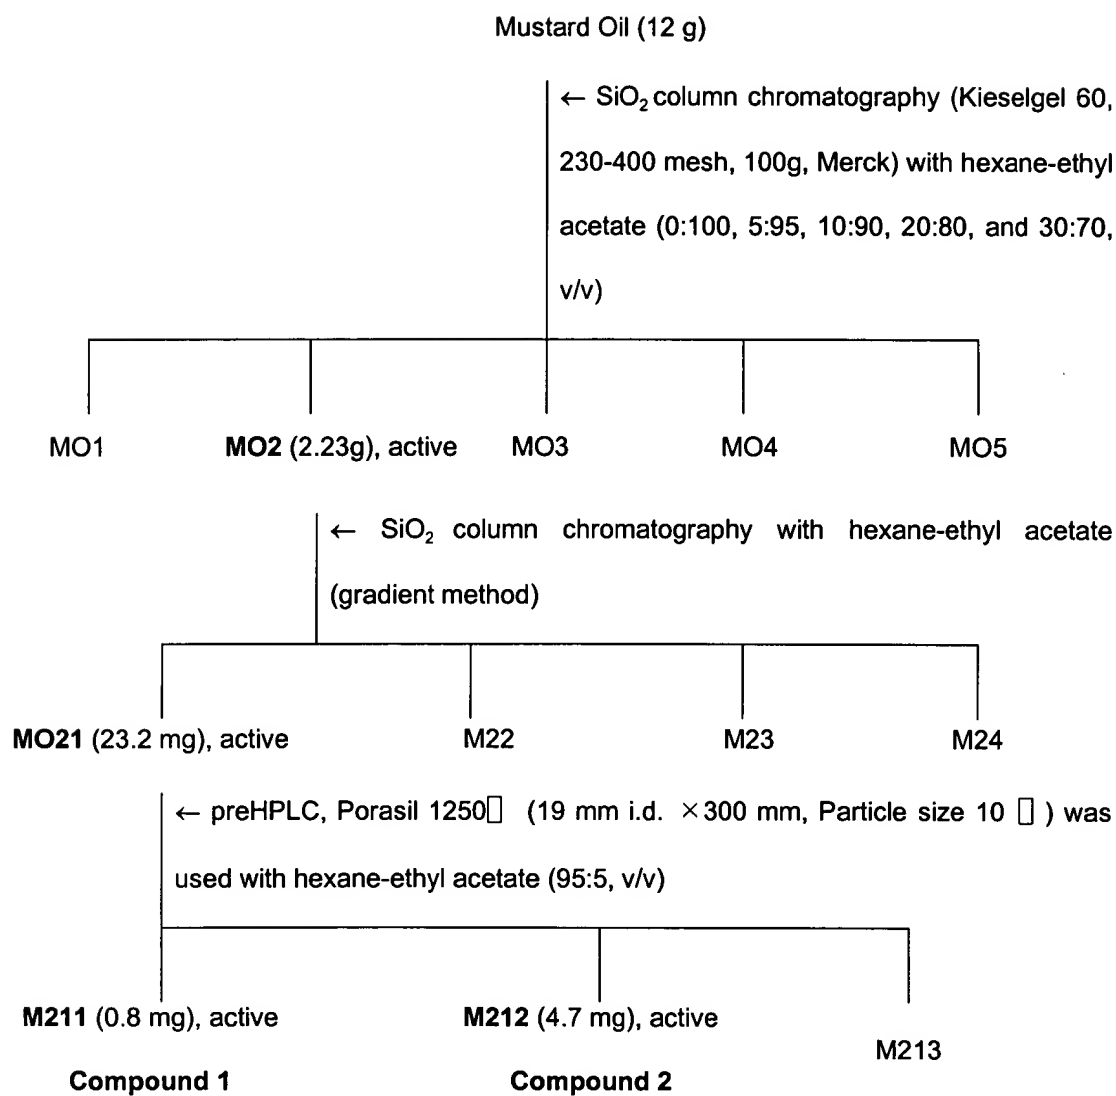 Mustard Oil (12 g)
← SiO₂ column chromatography (Kieselgel 60,
230-400 mesh, 100g, Merck) with hexane-ethyl
acetate (0:100, 5:95, 10:90, 20:80, and 30:70,
v/v)
MO1 MO2 (2.23g), active MO3 MO4 MO5
← SiO₂ column chromatography with hexane-ethyl acetate
(gradient method)
MO21 (23.2 mg), active M22 M23 M24
← preHPLC, Porasil 1250▯ (19 mm i.d. ×300 mm, Particle size 10 ▯ ) was
used with hexane-ethyl acetate (95:5, v/v)
M211 (0.8 mg), active M212 (4.7 mg), active
M213
Compound 1 Compound 2